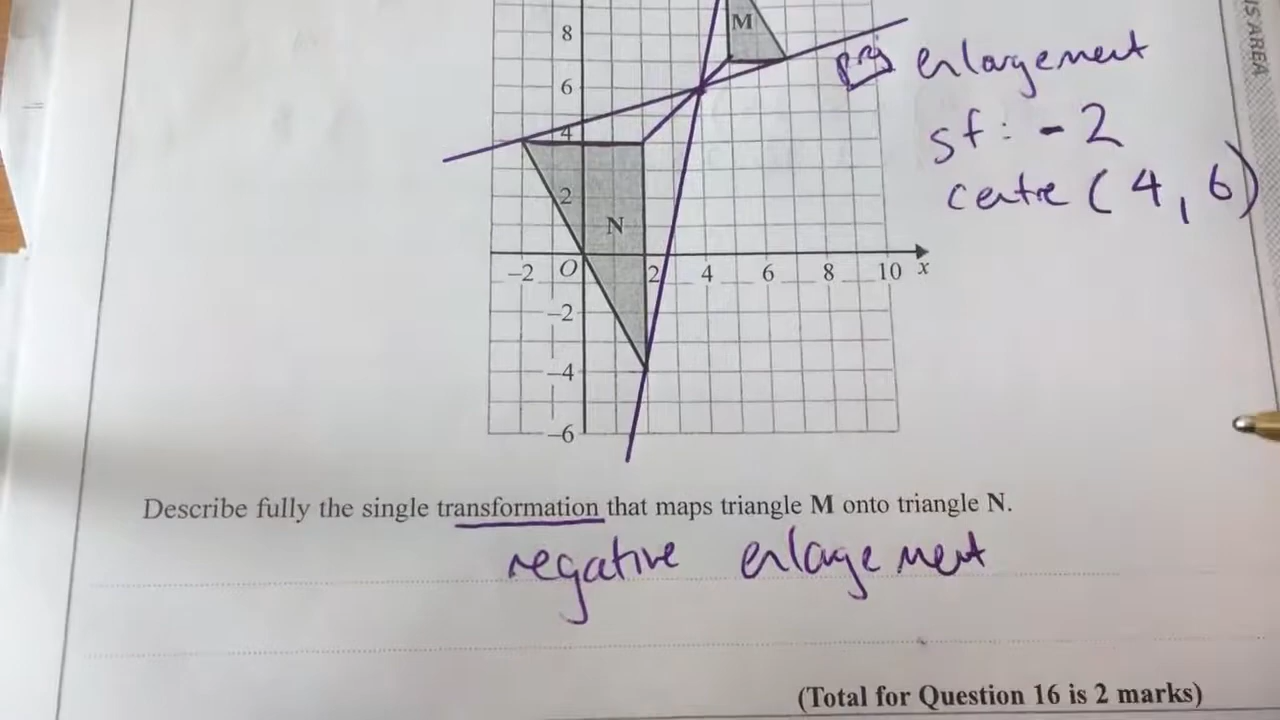 M
8
6
4
2
N
-2 O 2 4 6 8 10 x
-2
-4
-6
enlargement
sf: -2
centre (4, 6)
IS AREA
Describe fully the single transformation that maps triangle M onto triangle N.
negative enlargement
(Total for Question 16 is 2 marks)